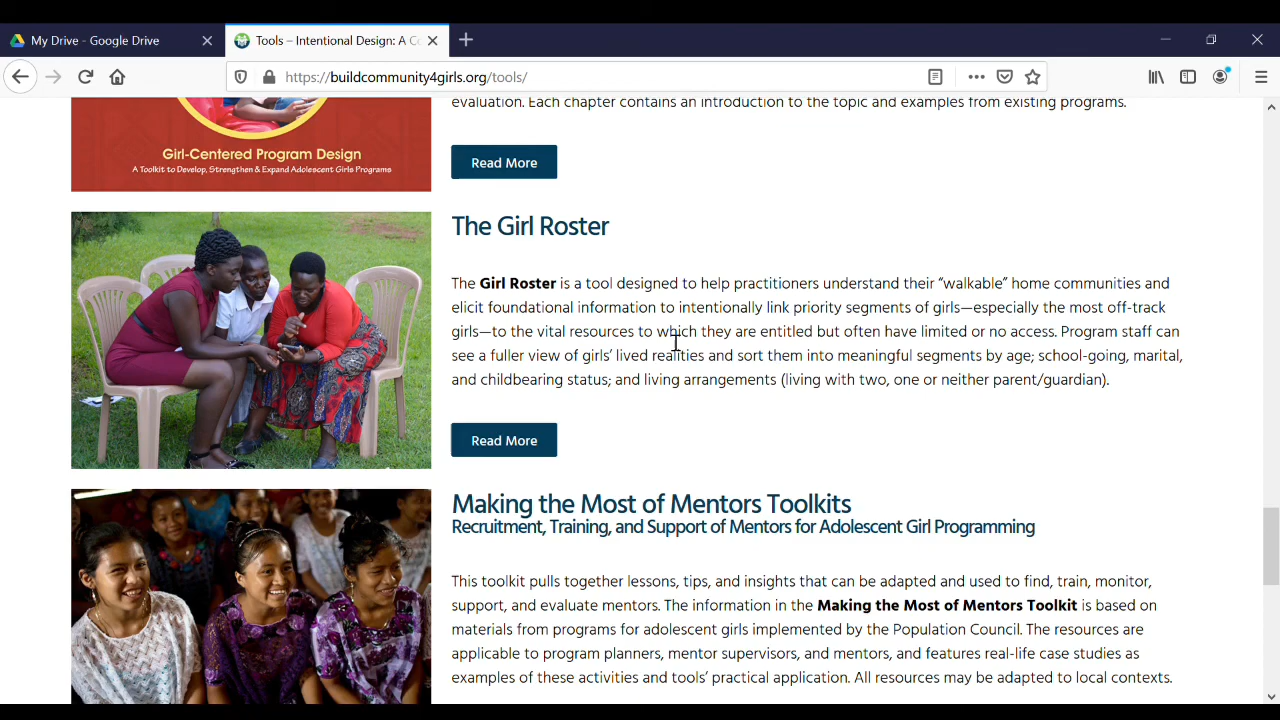 My Drive - Google Drive
Tools – Intentional Design: A Co
https://buildcommunity4girls.org/tools/
evaluation. Each chapter contains an introduction to the topic and examples from existing programs.
Girl-Centered Program Design
A Toolkit to Develop, Strengthen & Expand Adolescent Girls Programs
Read More
The Girl Roster
The Girl Roster is a tool designed to help practitioners understand their “walkable” home communities and
elicit foundational information to intentionally link priority segments of girls—especially the most off-track
girls—to the vital resources to which they are entitled but often have limited or no access. Program staff can
see a fuller view of girls’ lived realities and sort them into meaningful segments by age; school-going, marital,
and childbearing status; and living arrangements (living with two, one or neither parent/guardian).
Read More
Making the Most of Mentors Toolkits
Recruitment, Training, and Support of Mentors for Adolescent Girl Programming
This toolkit pulls together lessons, tips, and insights that can be adapted and used to find, train, monitor,
support, and evaluate mentors. The information in the Making the Most of Mentors Toolkit is based on
materials from programs for adolescent girls implemented by the Population Council. The resources are
applicable to program planners, mentor supervisors, and mentors, and features real-life case studies as
examples of these activities and tools’ practical application. All resources may be adapted to local contexts.